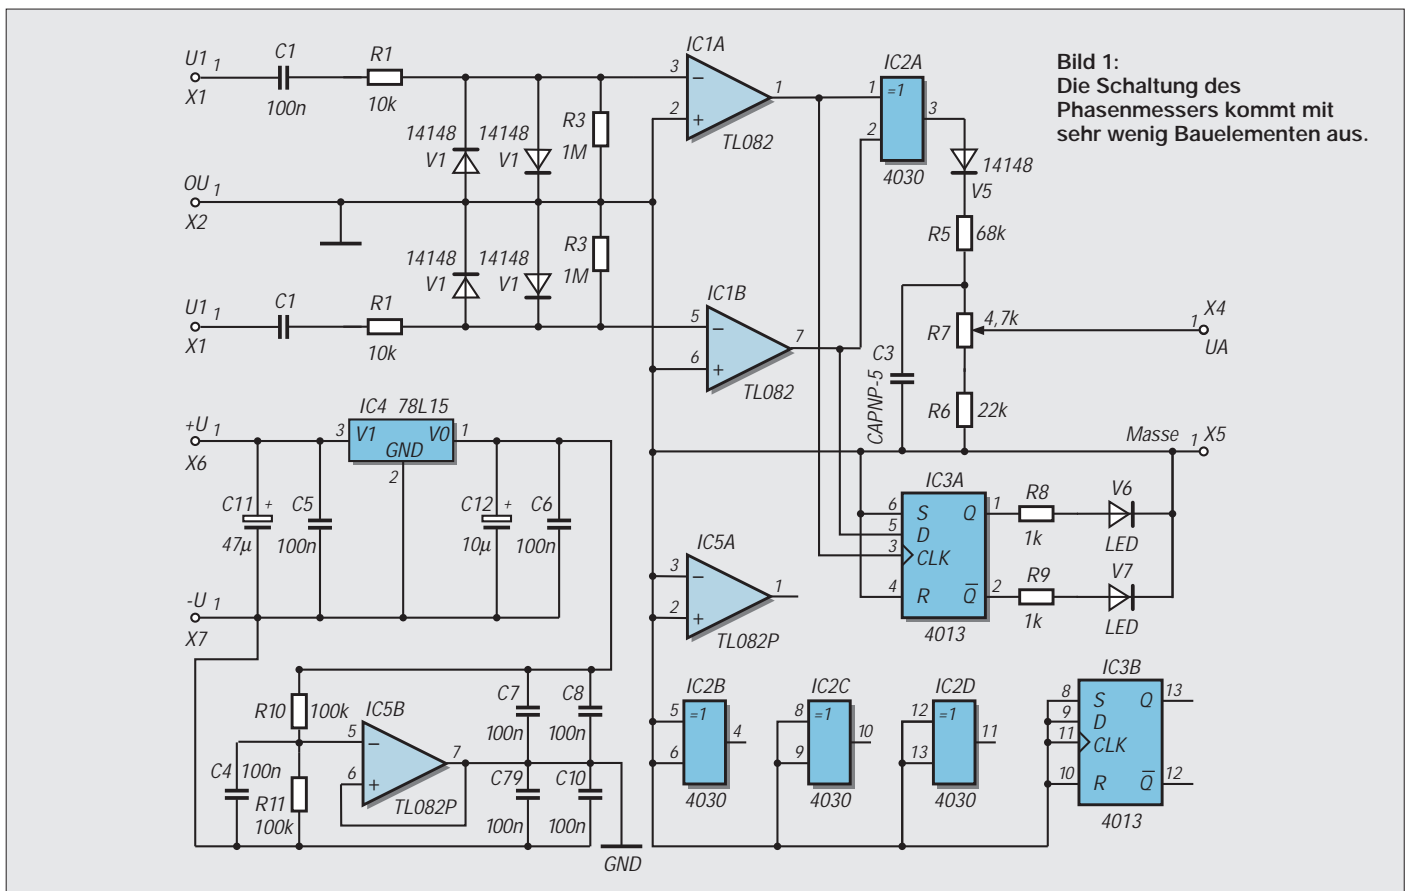 Bild 1:
Die Schaltung des
Phasenmessers kommt mit
sehr wenig Bauelementen aus.
U1 1
X1
C1
100n
R1
10k
14148
V1
14148
V1
R3
1M
IC1A
3
−
2
+
1
TL082
IC2A
1
=1
2
3
4030
14148
V5
OU 1
X2
R5
68k
14148
V1
14148
V1
R3
1M
U1 1
X1
C1
R1
10k
IC1B
5
−
6
+
7
TL082
R7
4,7k
1
X4
UA
C3
CAPNP-5
R6
22k
Masse
1
X5
+U 1
X6
IC4 78L15
3
V1
V0
1
GND
2
C11
+
47µ
C5
100n
C12
+
10µ
C6
100n
-U 1
X7
IC3A
6
S
Q
1
5
D
3
CLK
4
R
Q
2
4013
R8
1k
V6
LED
R9
1k
V7
LED
IC5A
3
−
2
+
1
TL082P
R10
100k
C4
100n
R11
100k
IC5B
5
−
6
+
7
TL082P
C7
100n
C8
100n
C79
100n
C10
100n
GND
IC2B
5
=1
6
4
4030
IC2C
8
=1
9
10
4030
IC2D
12
=1
13
11
4030
IC3B
8
S
Q
13
9
D
11
CLK
10
R
Q
12
4013